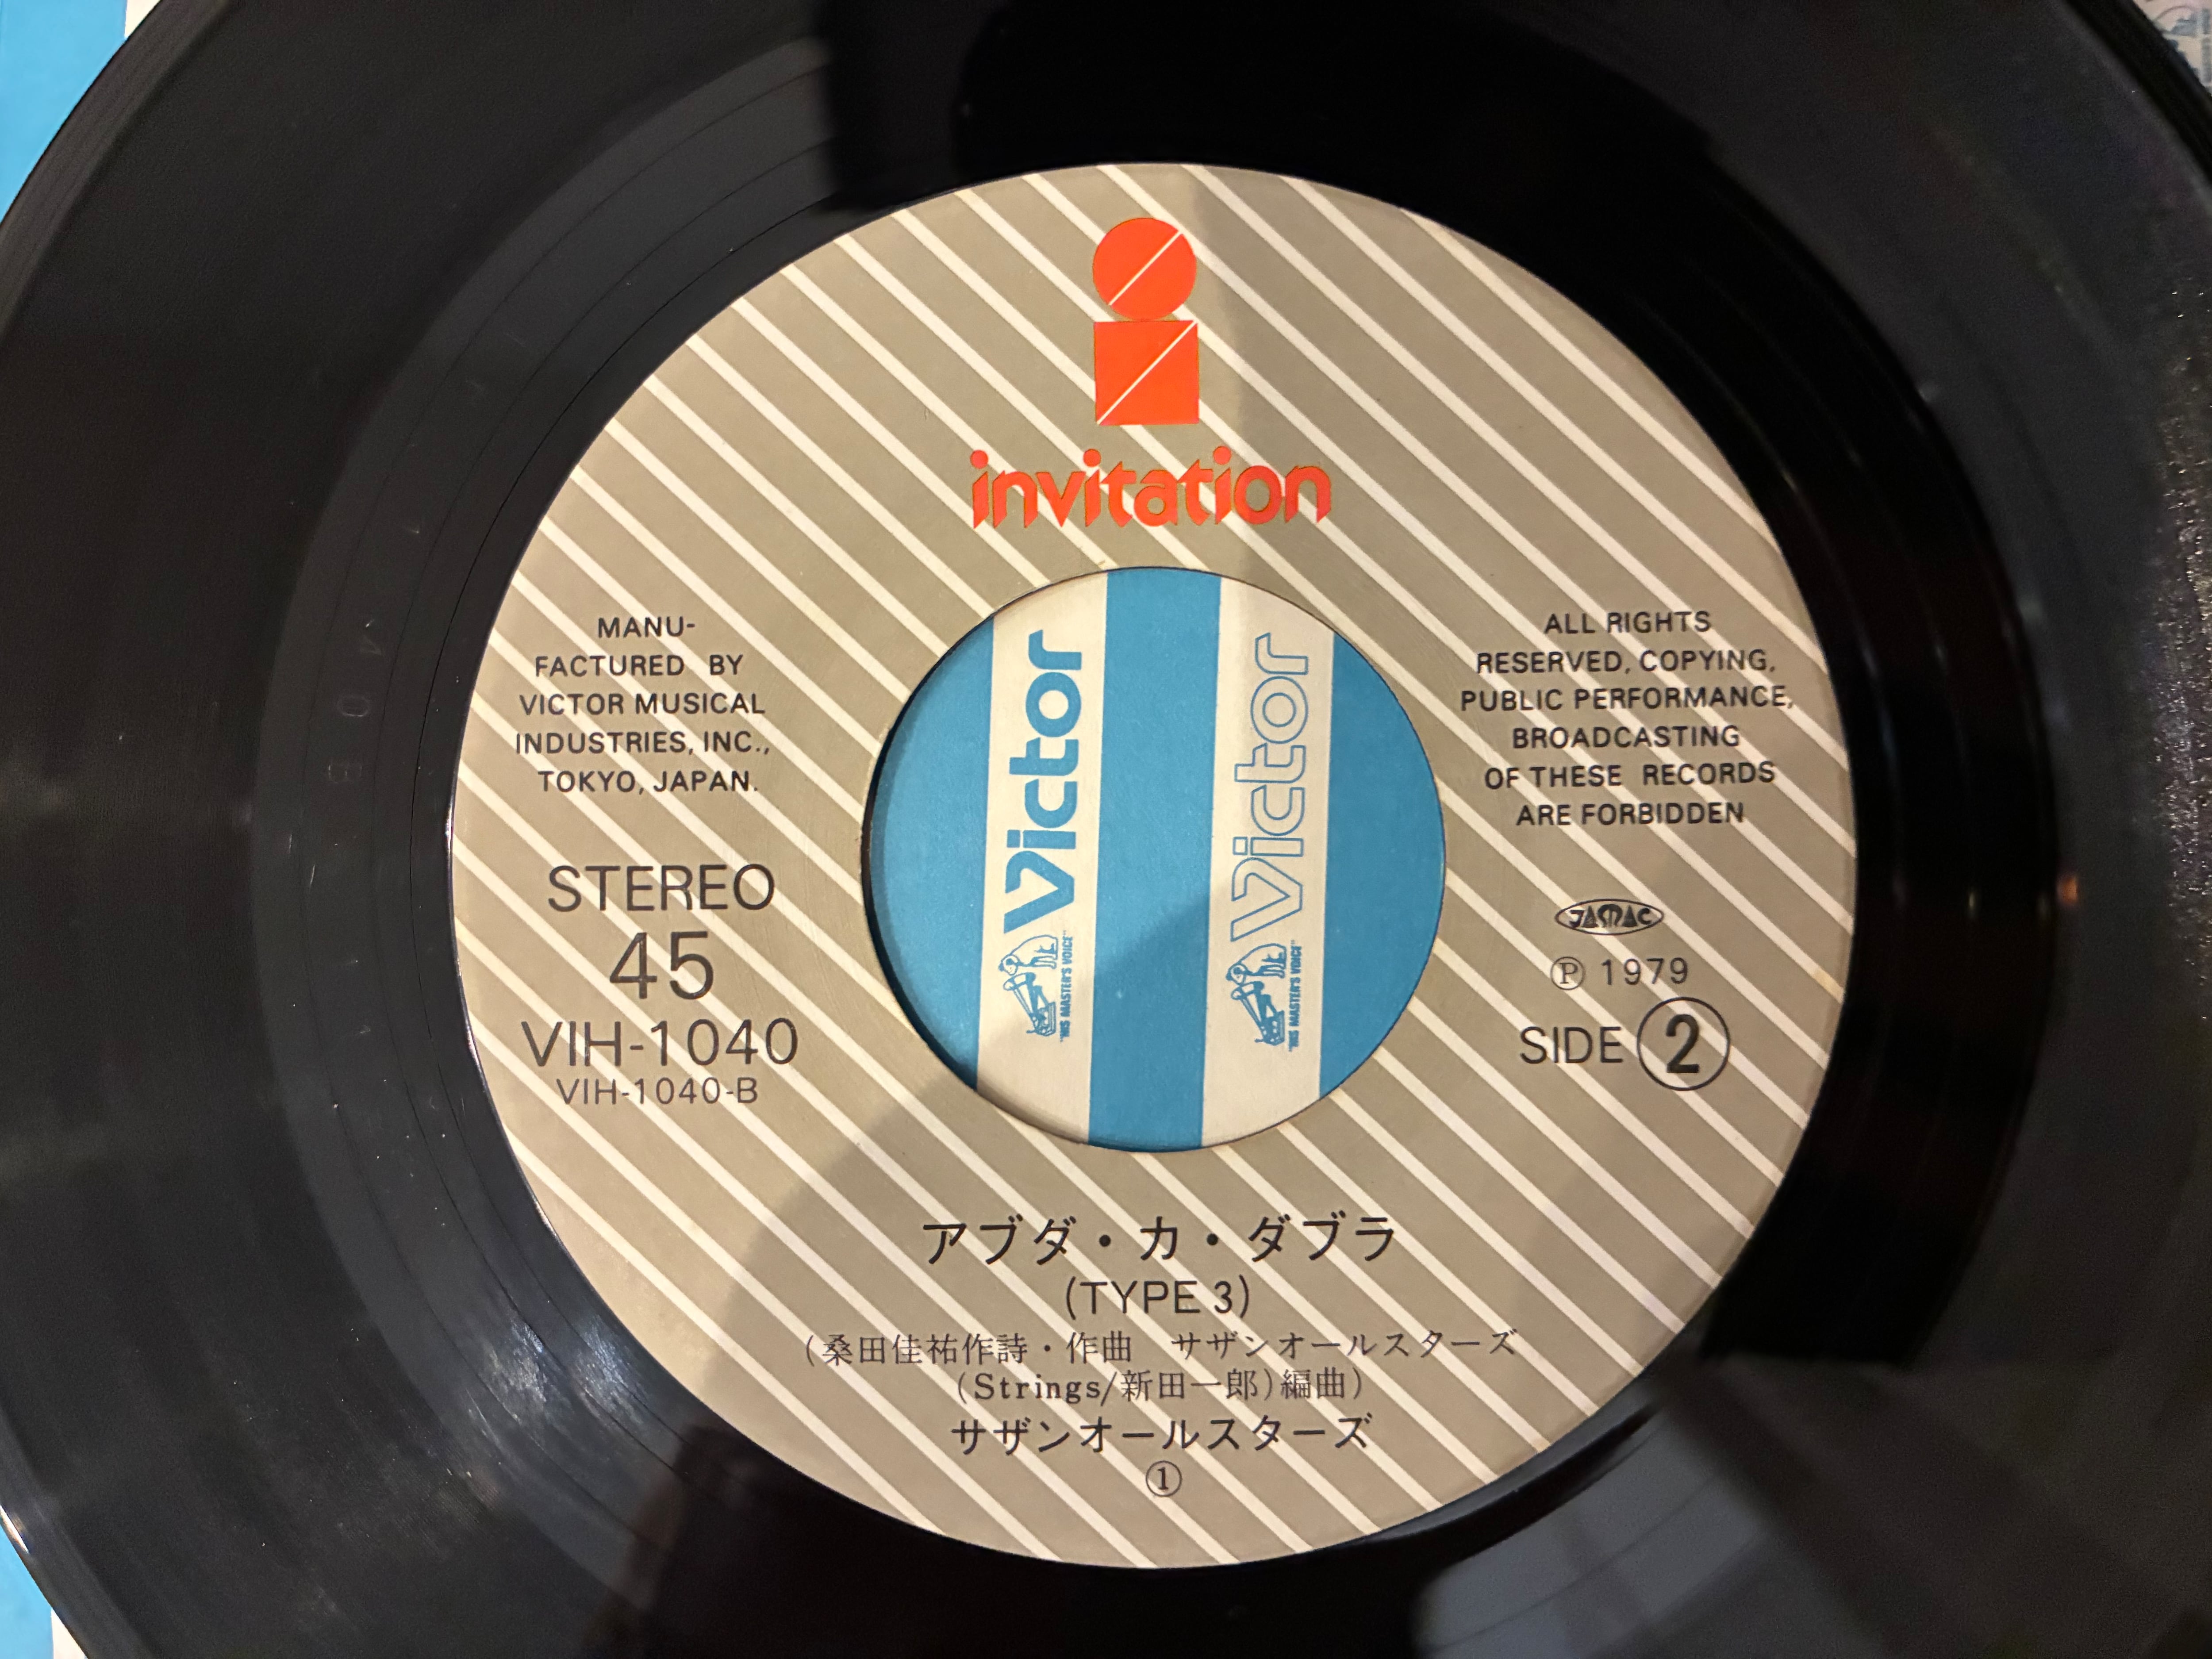 invitation
MANU-
FACTURED BY
VICTOR MUSICAL
INDUSTRIES, INC.,
TOKYO, JAPAN.
ALL RIGHTS
RESERVED, COPYING,
PUBLIC PERFORMANCE,
BROADCASTING
OF THESE RECORDS
ARE FORBIDDEN
Victor
"HIS MASTER'S VOICE"
Victor
"HIS MASTER'S VOICE"
STEREO
45
VIH-1040
VIH-1040-B
JASMAC
Ⓟ 1979
SIDE ②
アブダ・カ・ダブラ
(TYPE 3)
(桑田佳祐作詩・作曲 サザンオールスターズ
(Strings/新田一郎)編曲)
サザンオールスターズ
①